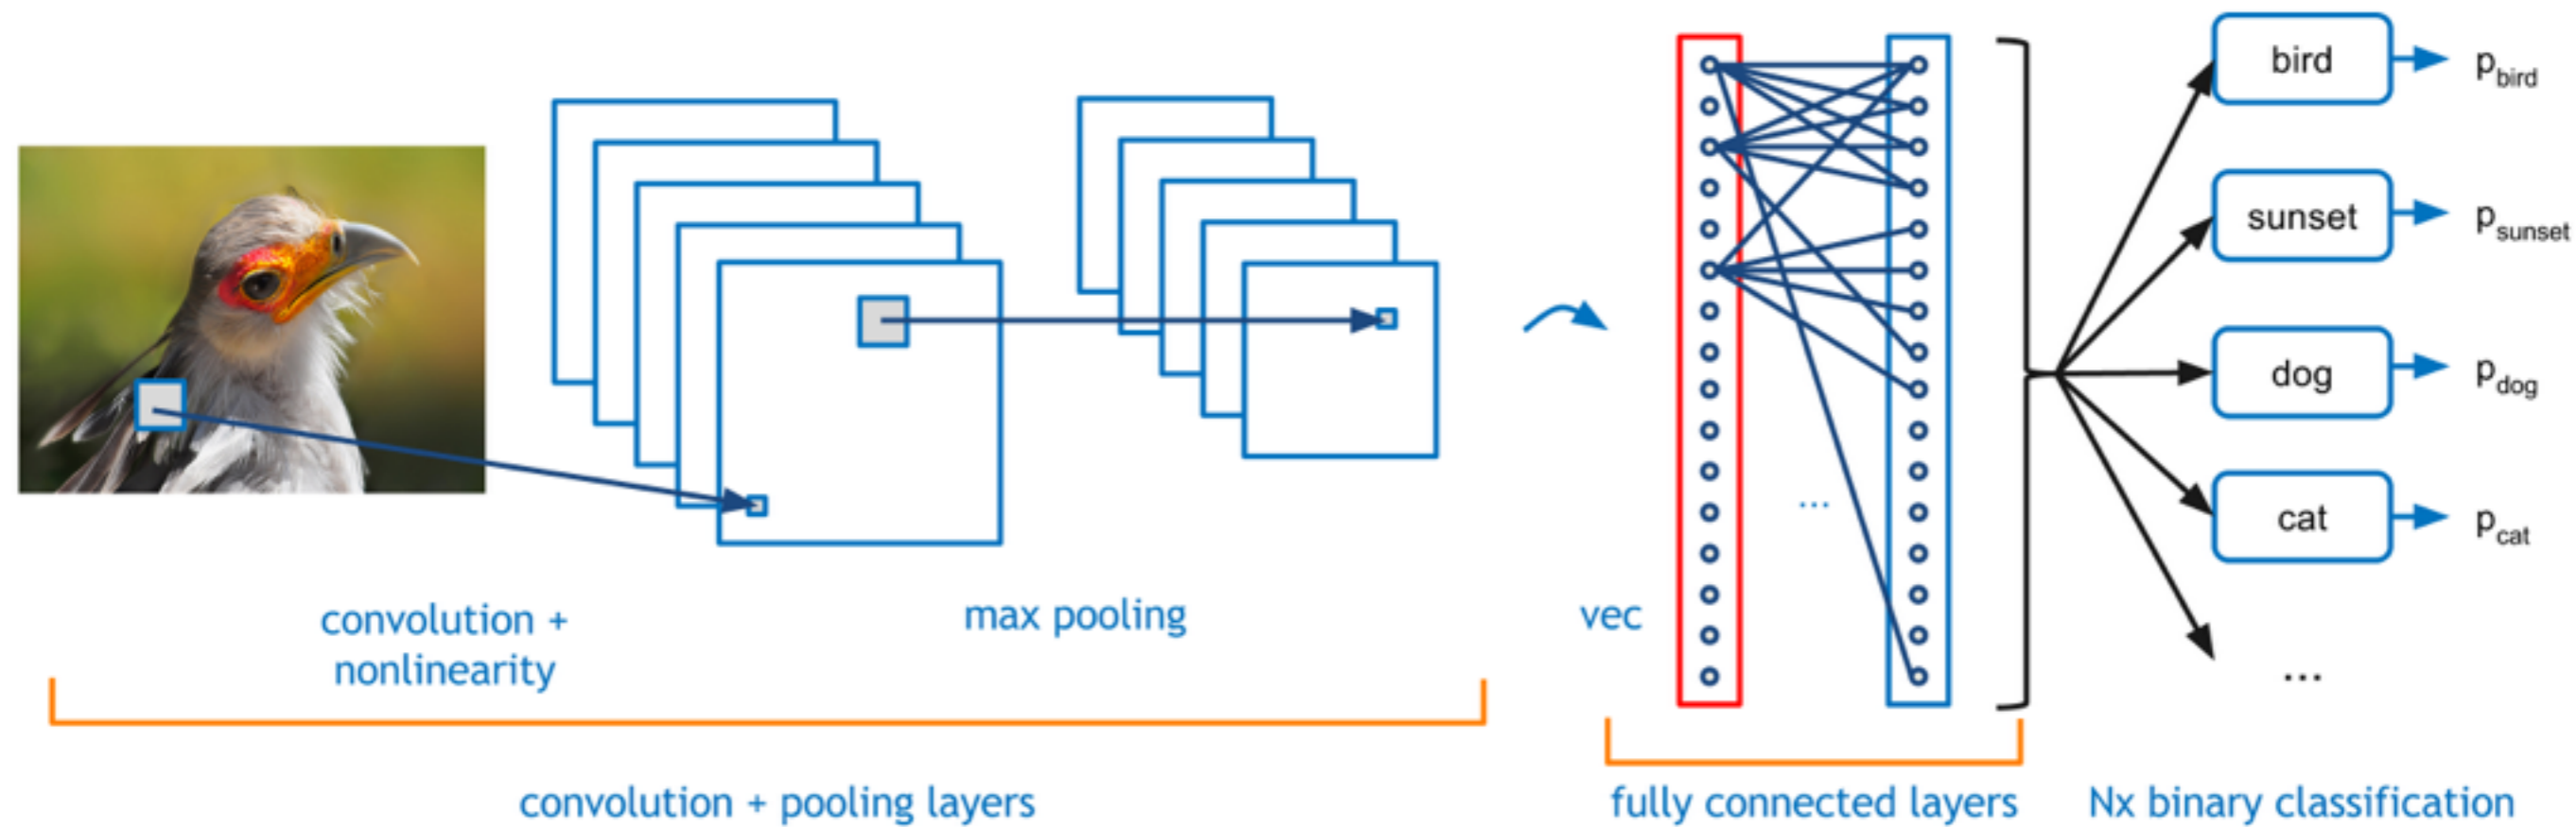 bird
p_bird
sunset
p_sunset
dog
p_dog
cat
p_cat
...
...
convolution +
nonlinearity
max pooling
vec
convolution + pooling layers
fully connected layers
Nx binary classification